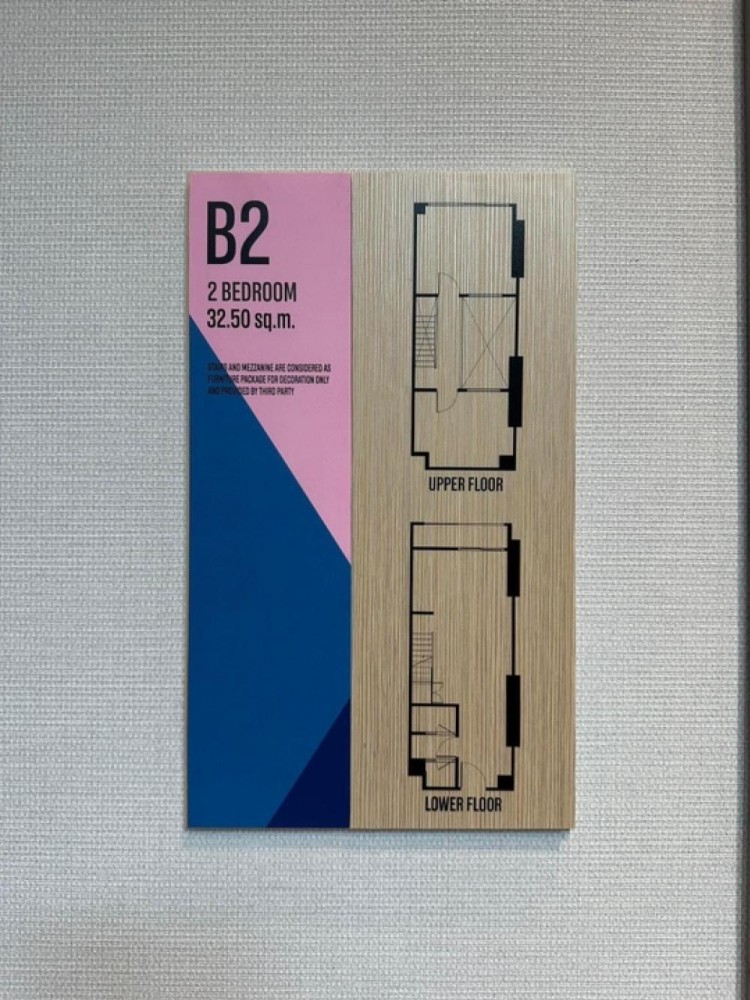 B2
2 BEDROOM
32.50 sq.m.
STAIRS AND MEZZANINE ARE CONSIDERED AS
FURNITURE PACKAGE FOR DECORATION ONLY
AND PROVIDED BY THIRD PARTY
UPPER FLOOR
LOWER FLOOR